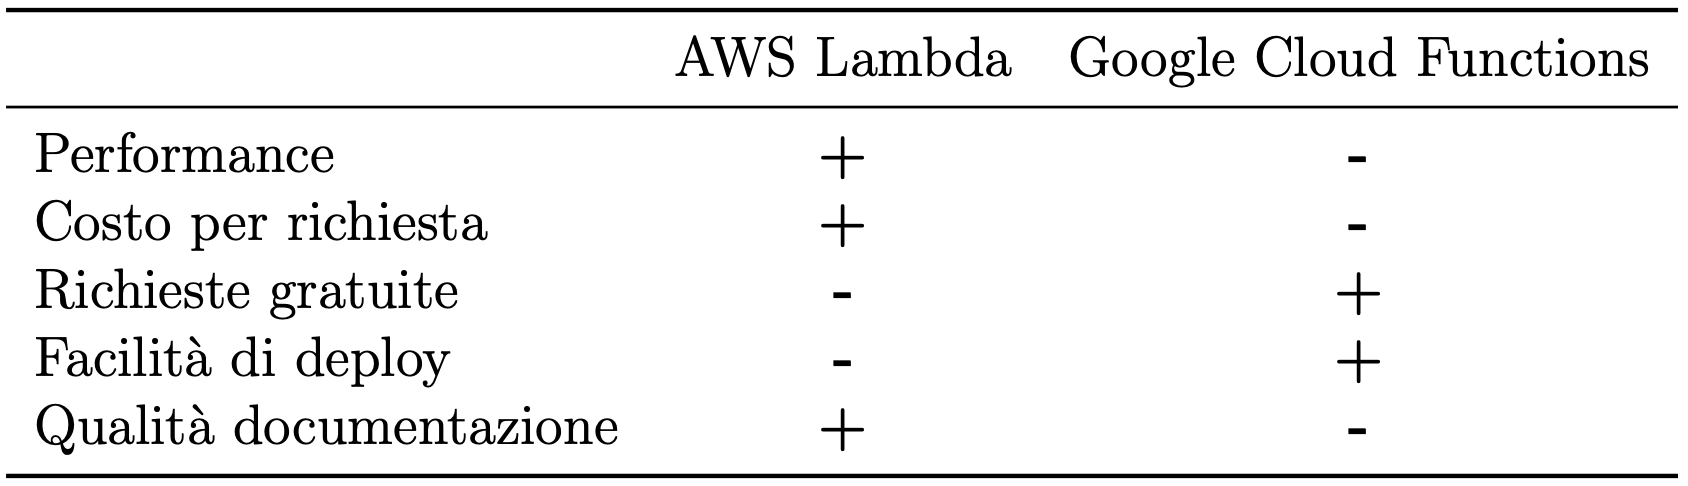 AWS Lambda Google Cloud Functions
Performance + -
Costo per richiesta + -
Richieste gratuite - +
Facilità di deploy - +
Qualità documentazione + -